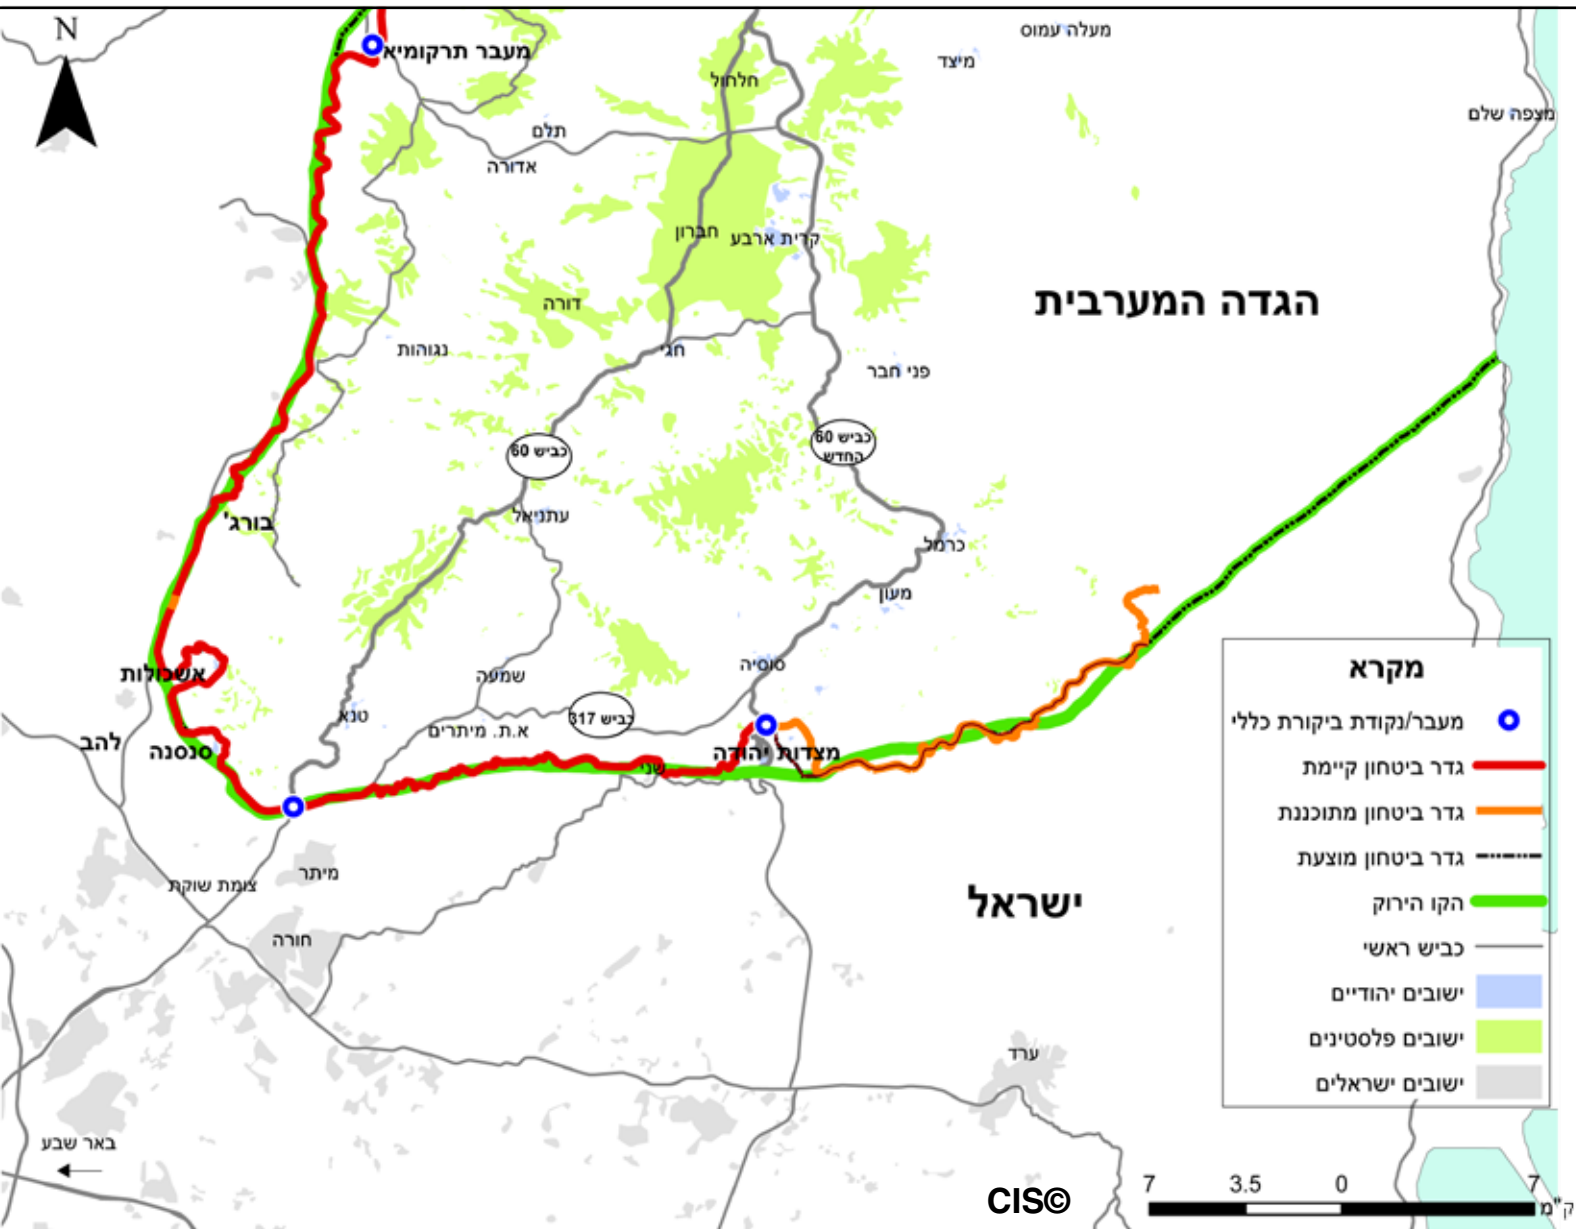 N
מעלה עמוס
מיצד
מעבר תרקומיא
חלחול
מצפה שלם
תלם
אדורה
חברון
קרית ארבע
הגדה המערבית
דורה
נגוהות
חגי
פני חבר
כביש 60
כביש 60
החדש
עתניאל
בורג'
כרמל
מעון
סוסיה
אשכולות
שמעה
טנא
כביש 317
א.ת. מיתרים
להב
סנסנה
מצדות יהודה
שני
מיתר
צומת שוקת
חורה
ישראל
ערד
באר שבע
מקרא
מעבר/נקודת ביקורת כללי
גדר ביטחון קיימת
גדר ביטחון מתוכננת
גדר ביטחון מוצעת
הקו הירוק
כביש ראשי
ישובים יהודיים
ישובים פלסטינים
ישובים ישראלים
CIS©
7 3.5 0 7
ק"מ